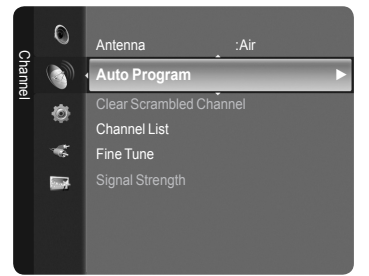 Channel
Antenna :Air
Auto Program
Clear Scrambled Channel
Channel List
Fine Tune
Signal Strength